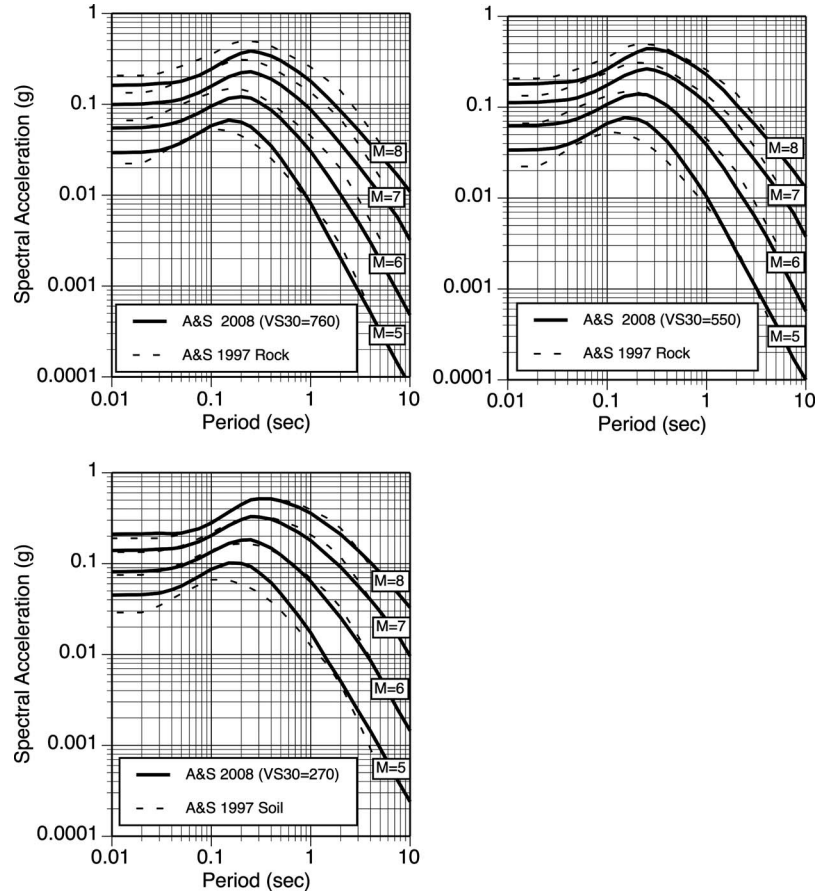 1
0.1
0.01
0.001
0.0001
Spectral Acceleration (g)
M=8
M=7
M=6
M=5
A&S 2008 (VS30=760)
A&S 1997 Rock
0.01
0.1
1
10
Period (sec)
1
0.1
0.01
0.001
0.0001
M=8
M=7
M=6
M=5
A&S 2008 (VS30=550)
A&S 1997 Rock
0.01
0.1
1
10
Period (sec)
1
0.1
0.01
0.001
0.0001
Spectral Acceleration (g)
M=8
M=7
M=6
M=5
A&S 2008 (VS30=270)
A&S 1997 Soil
0.01
0.1
1
10
Period (sec)